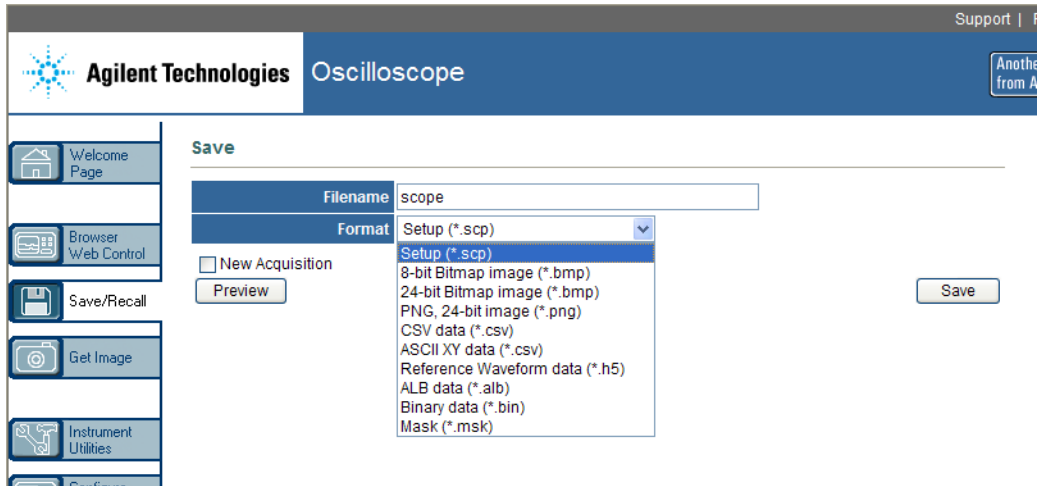 Support |
Agilent Technologies
Oscilloscope
Anothe
from A
Welcome
Page
Browser
Web Control
Save/Recall
Get Image
Instrument
Utilities
Save
Filename scope
Format Setup (*.scp)
Setup (*.scp)
8-bit Bitmap image (*.bmp)
24-bit Bitmap image (*.bmp)
PNG, 24-bit image (*.png)
CSV data (*.csv)
ASCII XY data (*.csv)
Reference Waveform data (*.h5)
ALB data (*.alb)
Binary data (*.bin)
Mask (*.msk)
New Acquisition
Preview
Save